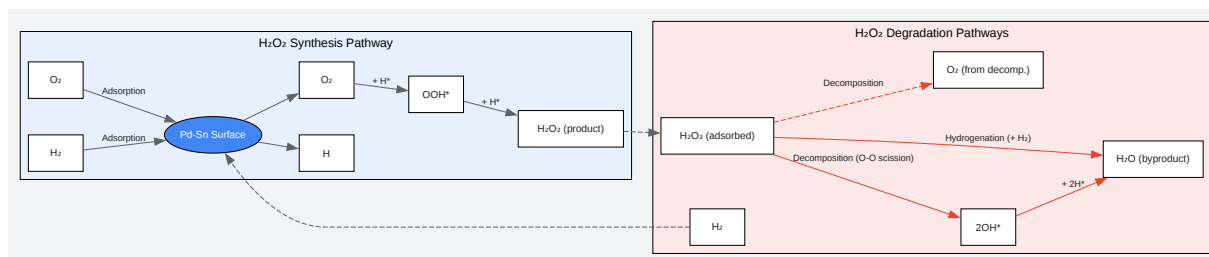 H₂O₂ Synthesis Pathway
O₂
Adsorption
H₂
Adsorption
Pd-Sn Surface
O₂
H
+ H*
OOH*
+ H*
H₂O₂ (product)
H₂O₂ Degradation Pathways
H₂O₂ (adsorbed)
Decomposition
O₂ (from decomp.)
Hydrogenation (+ H₂)
H₂O (byproduct)
Decomposition (O-O scission)
+ 2H*
2OH*
H₂